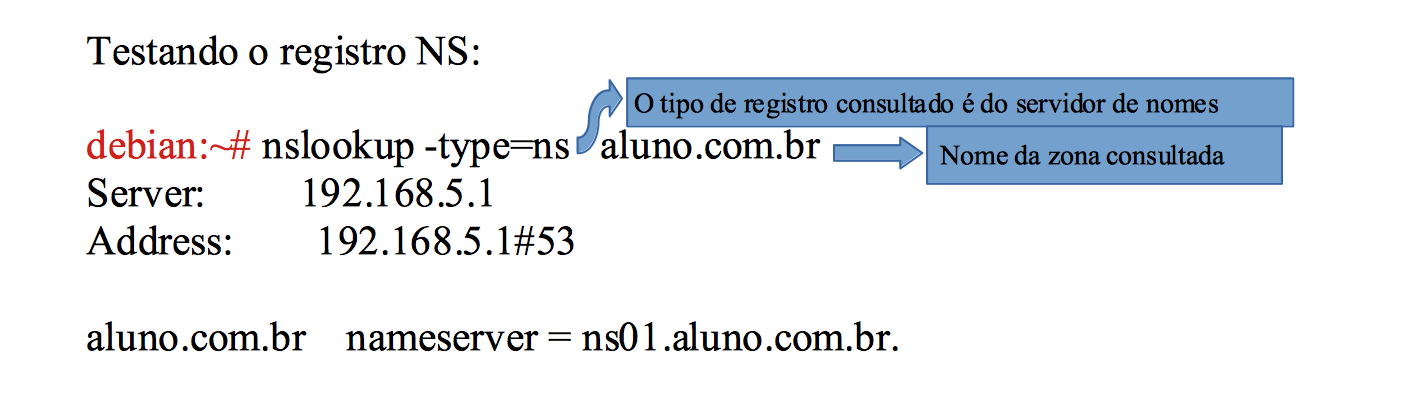 Testando o registro NS:
O tipo de registro consultado é do servidor de nomes
debian:~# nslookup -type=ns aluno.com.br
Nome da zona consultada
Server: 192.168.5.1
Address: 192.168.5.1#53
aluno.com.br nameserver = ns01.aluno.com.br.